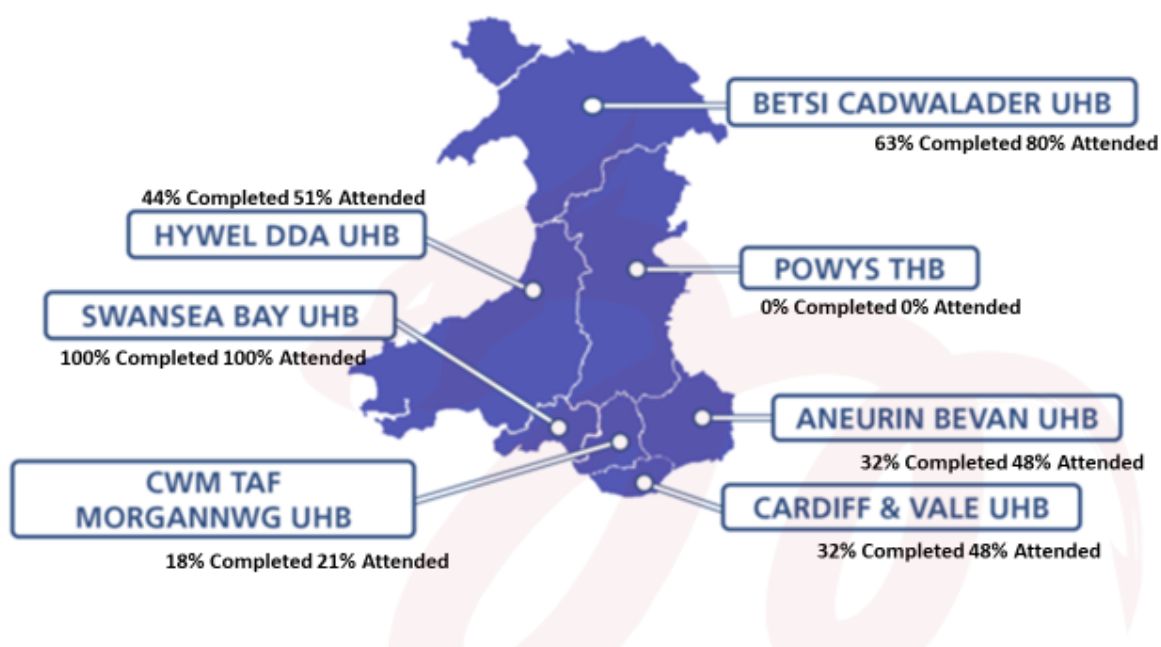 BETSI CADWALADER UHB
63% Completed 80% Attended
44% Completed 51% Attended
HYWEL DDA UHB
POWYS THB
0% Completed 0% Attended
SWANSEA BAY UHB
100% Completed 100% Attended
ANEURIN BEVAN UHB
32% Completed 48% Attended
CWM TAF
MORGANNWG UHB
18% Completed 21% Attended
CARDIFF & VALE UHB
32% Completed 48% Attended